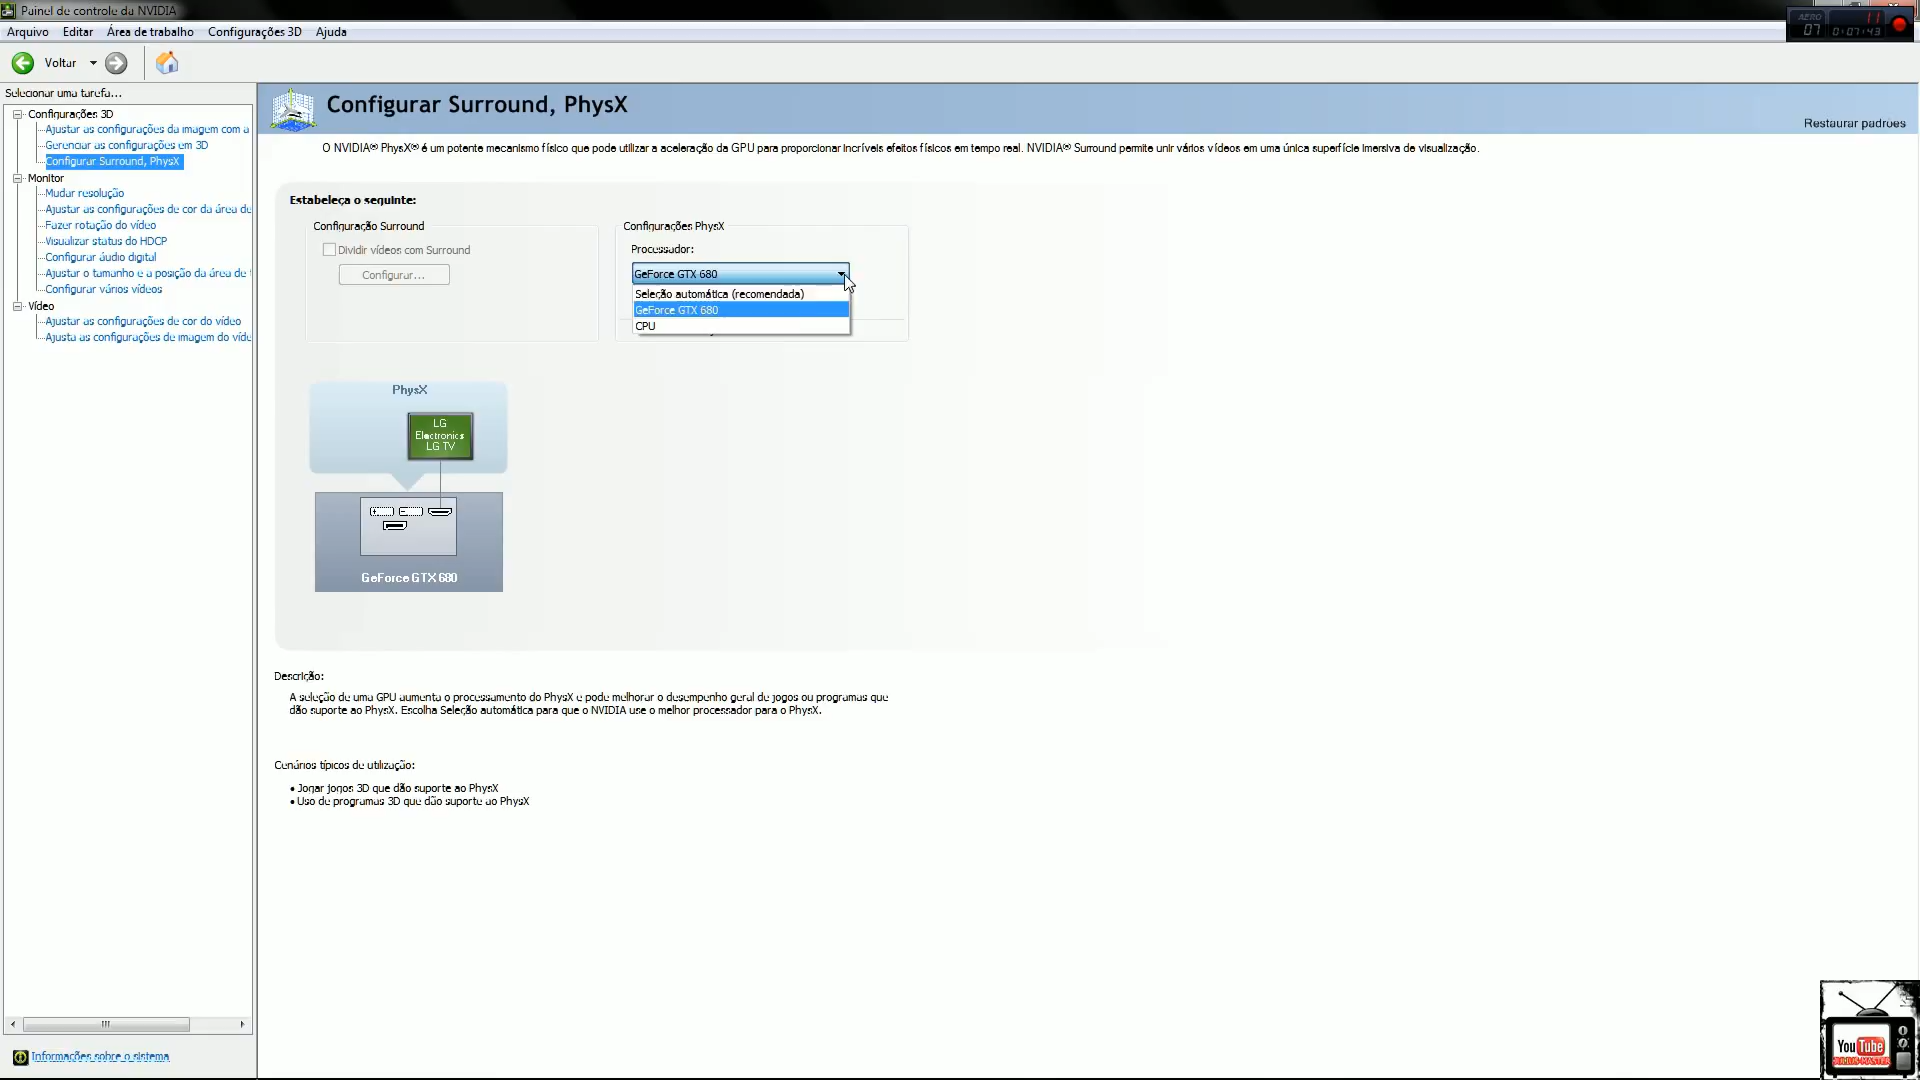 Painel de controle da NVIDIA
Arquivo Editar Área de trabalho Configurações 3D Ajuda
AERO 11
07 0:07:43
Voltar
Selecionar uma tarefa...
Configurações 3D
Ajustar as configurações da imagem com a
Gerenciar as configurações em 3D
Configurar Surround, PhysX
Monitor
Mudar resolução
Ajustar as configurações de cor da área de
Fazer rotação do vídeo
Visualizar status do HDCP
Configurar áudio digital
Ajustar o tamanho e a posição da área de
Configurar vários vídeos
Vídeo
Ajustar as configurações de cor do vídeo
Ajusta as configurações de imagem do víde
Informações sobre o sistema
Configurar Surround, PhysX
Restaurar padrões
O NVIDIA® PhysX® é um potente mecanismo físico que pode utilizar a aceleração da GPU para proporcionar incríveis efeitos físicos em tempo real. NVIDIA® Surround permite unir vários vídeos em uma única superfície imersiva de visualização.
Estabeleça o seguinte:
Configuração Surround
Dividir vídeos com Surround
Configurar...
Configurações PhysX
Processador:
GeForce GTX 680
Seleção automática (recomendada)
GeForce GTX 680
CPU
PhysX
LG
Electronics
LG TV
GeForce GTX 680
Descrição:
A seleção de uma GPU aumenta o processamento do PhysX e pode melhorar o desempenho geral de jogos ou programas que
dão suporte ao PhysX. Escolha Seleção automática para que o NVIDIA use o melhor processador para o PhysX.
Cenários típicos de utilização:
• Jogar jogos 3D que dão suporte ao PhysX
• Uso de programas 3D que dão suporte ao PhysX
YouTube